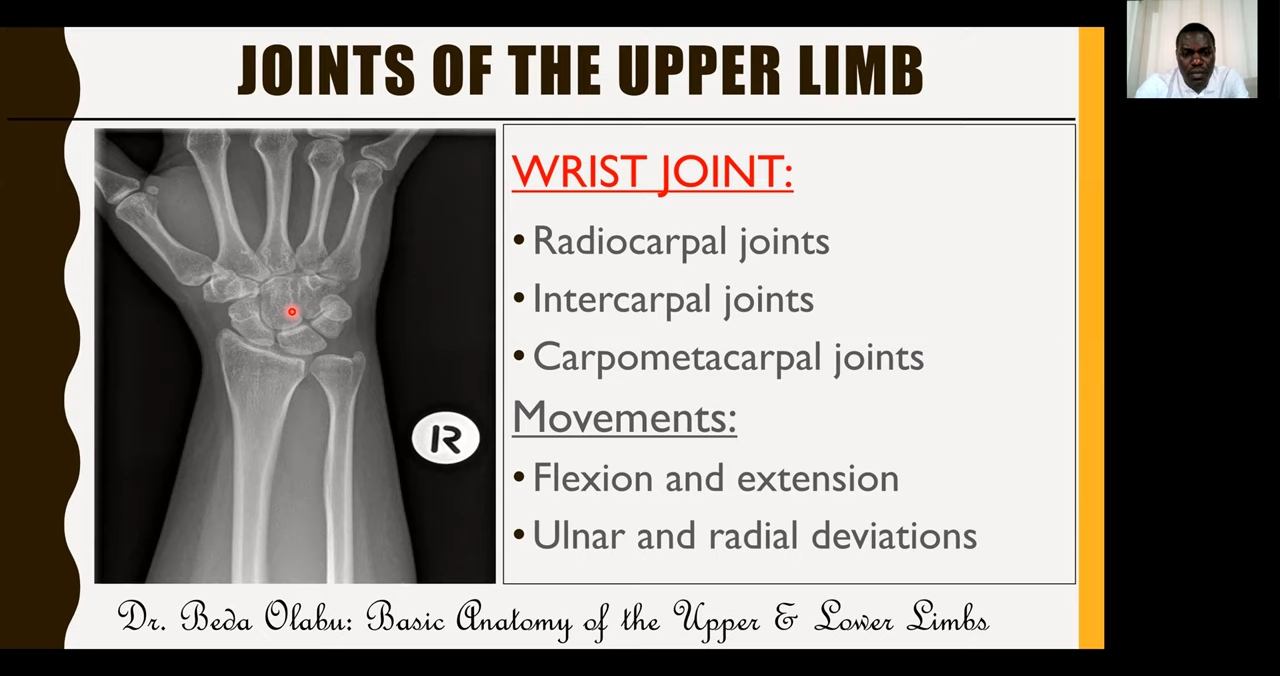 JOINTS OF THE UPPER LIMB
WRIST JOINT:
• Radiocarpal joints
• Intercarpal joints
• Carpometacarpal joints
Movements:
• Flexion and extension
• Ulnar and radial deviations
R
Dr. Beda Olabu: Basic Anatomy of the Upper & Lower Limbs